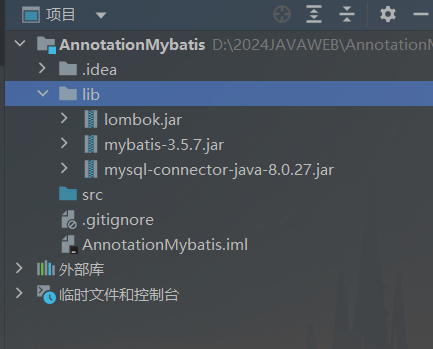 项目
AnnotationMybatis D:\2024JAVAWEB\Annotation
.idea
lib
lombok.jar
mybatis-3.5.7.jar
mysql-connector-java-8.0.27.jar
src
.gitignore
AnnotationMybatis.iml
外部库
临时文件和控制台